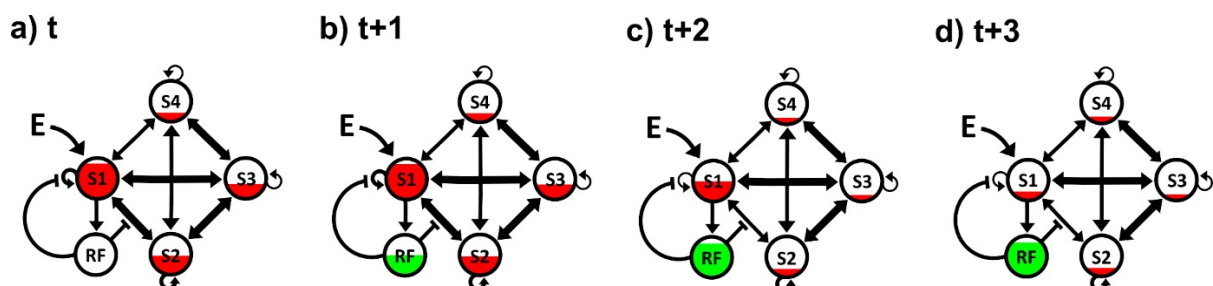 a) t
b) t+1
c) t+2
d) t+3
S4
E
S1
S3
RF
S2
S4
E
S1
S3
RF
S2
S4
E
S1
S3
RF
S2
S4
E
S1
S3
RF
S2